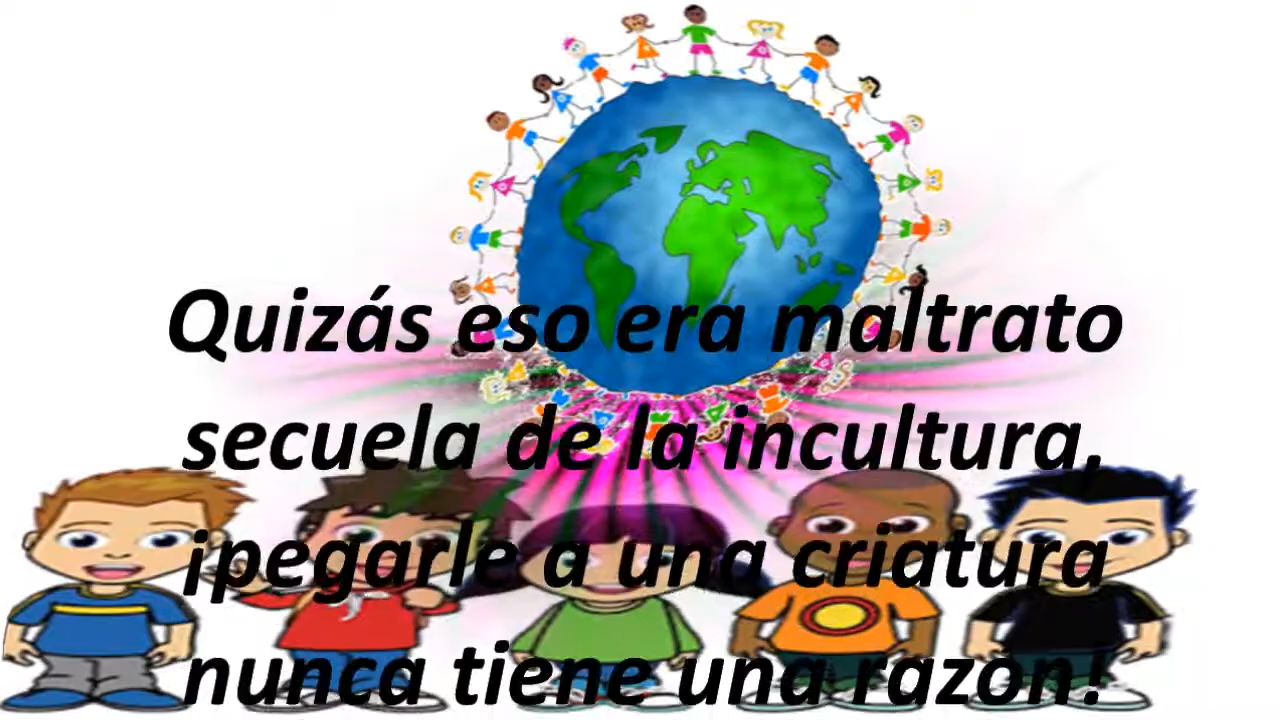 Quizás eso era maltrato
secuela de la incultura,
¡pegarle a una criatura
nunca tiene una razón!